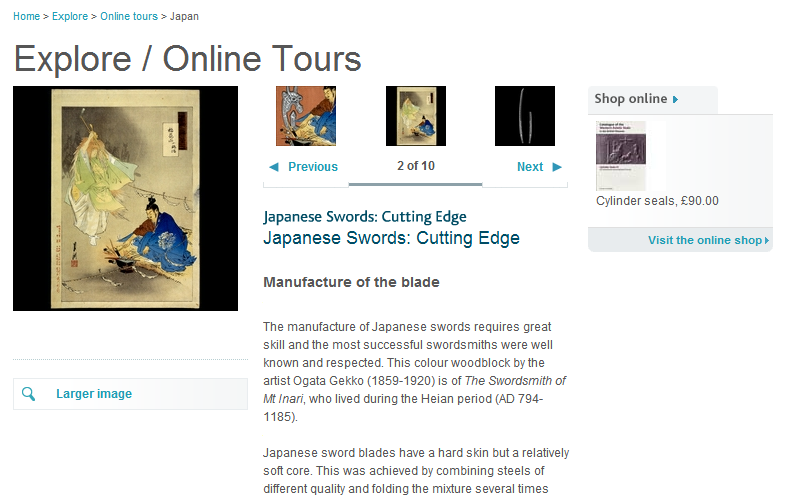 Home > Explore > Online tours > Japan
Explore / Online Tours
Previous
2 of 10
Next
Japanese Swords: Cutting Edge
Japanese Swords: Cutting Edge
Manufacture of the blade
The manufacture of Japanese swords requires great
skill and the most successful swordsmiths were well
known and respected. This colour woodblock by the
artist Ogata Gekko (1859-1920) is of The Swordsmith of
Mt Inari, who lived during the Heian period (AD 794-
1185).
Japanese sword blades have a hard skin but a relatively
soft core. This was achieved by combining steels of
different quality and folding the mixture several times
Larger image
Shop online
Cylinder seals, £90.00
Visit the online shop